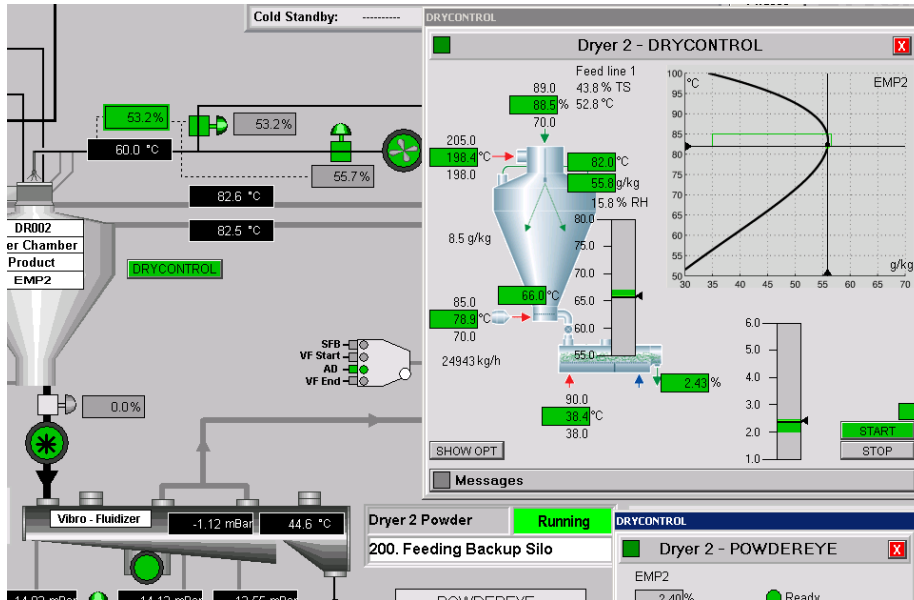 Cold Standby: ----------
53.2%
53.2%
60.0 °C
55.7%
82.6 °C
82.5 °C
DR002
er Chamber
Product
EMP2
DRYCONTROL
SFB
VF Start
AD
VF End
0.0%
Vibro - Fluidizer
-1.12 mBar
44.6 °C
DRYCONTROL
Dryer 2 - DRYCONTROL
X
Feed line 1
89.0
43.8 % TS
88.5 %
52.8 °C
70.0
205.0
198.4 °C
198.0
82.0 °C
55.8 g/kg
15.8 % RH
8.5 g/kg
80.0
75.0
70.0
65.0
60.0
55.0
66.0 °C
85.0
78.9 °C
70.0
24943 kg/h
2.43 %
90.0
38.4 °C
38.0
100
95
90
85
80
75
70
65
60
55
50
°C
EMP2
g/kg
30 35 40 45 50 55 60 65 70
6.0
5.0
4.0
3.0
2.0
1.0
START
STOP
SHOW OPT
Messages
Dryer 2 Powder
Running
200. Feeding Backup Silo
DRYCONTROL
Dryer 2 - POWDEREYE
X
EMP2
2.40 %
Ready
POWDEREYE